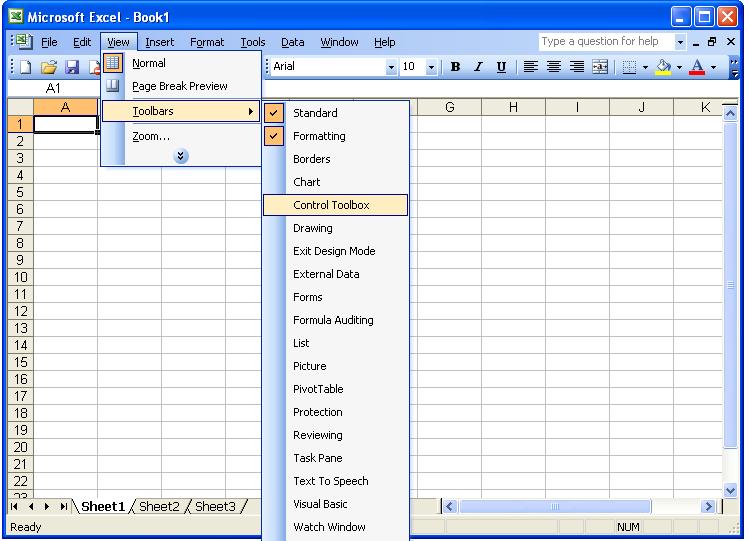 Microsoft Excel - Book1
File Edit View Insert Format Tools Data Window Help Type a question for help
Arial 10 B I U A
A1
Normal
Page Break Preview
Toolbars
Zoom...
Standard
Formatting
Borders
Chart
Control Toolbox
Drawing
Exit Design Mode
External Data
Forms
Formula Auditing
List
Picture
PivotTable
Protection
Reviewing
Task Pane
Text To Speech
Visual Basic
Watch Window
A G H I J K
1
2
3
4
5
6
7
8
9
10
11
12
13
14
15
16
17
18
19
20
21
22
23
Sheet1 Sheet2 Sheet3
Ready NUM